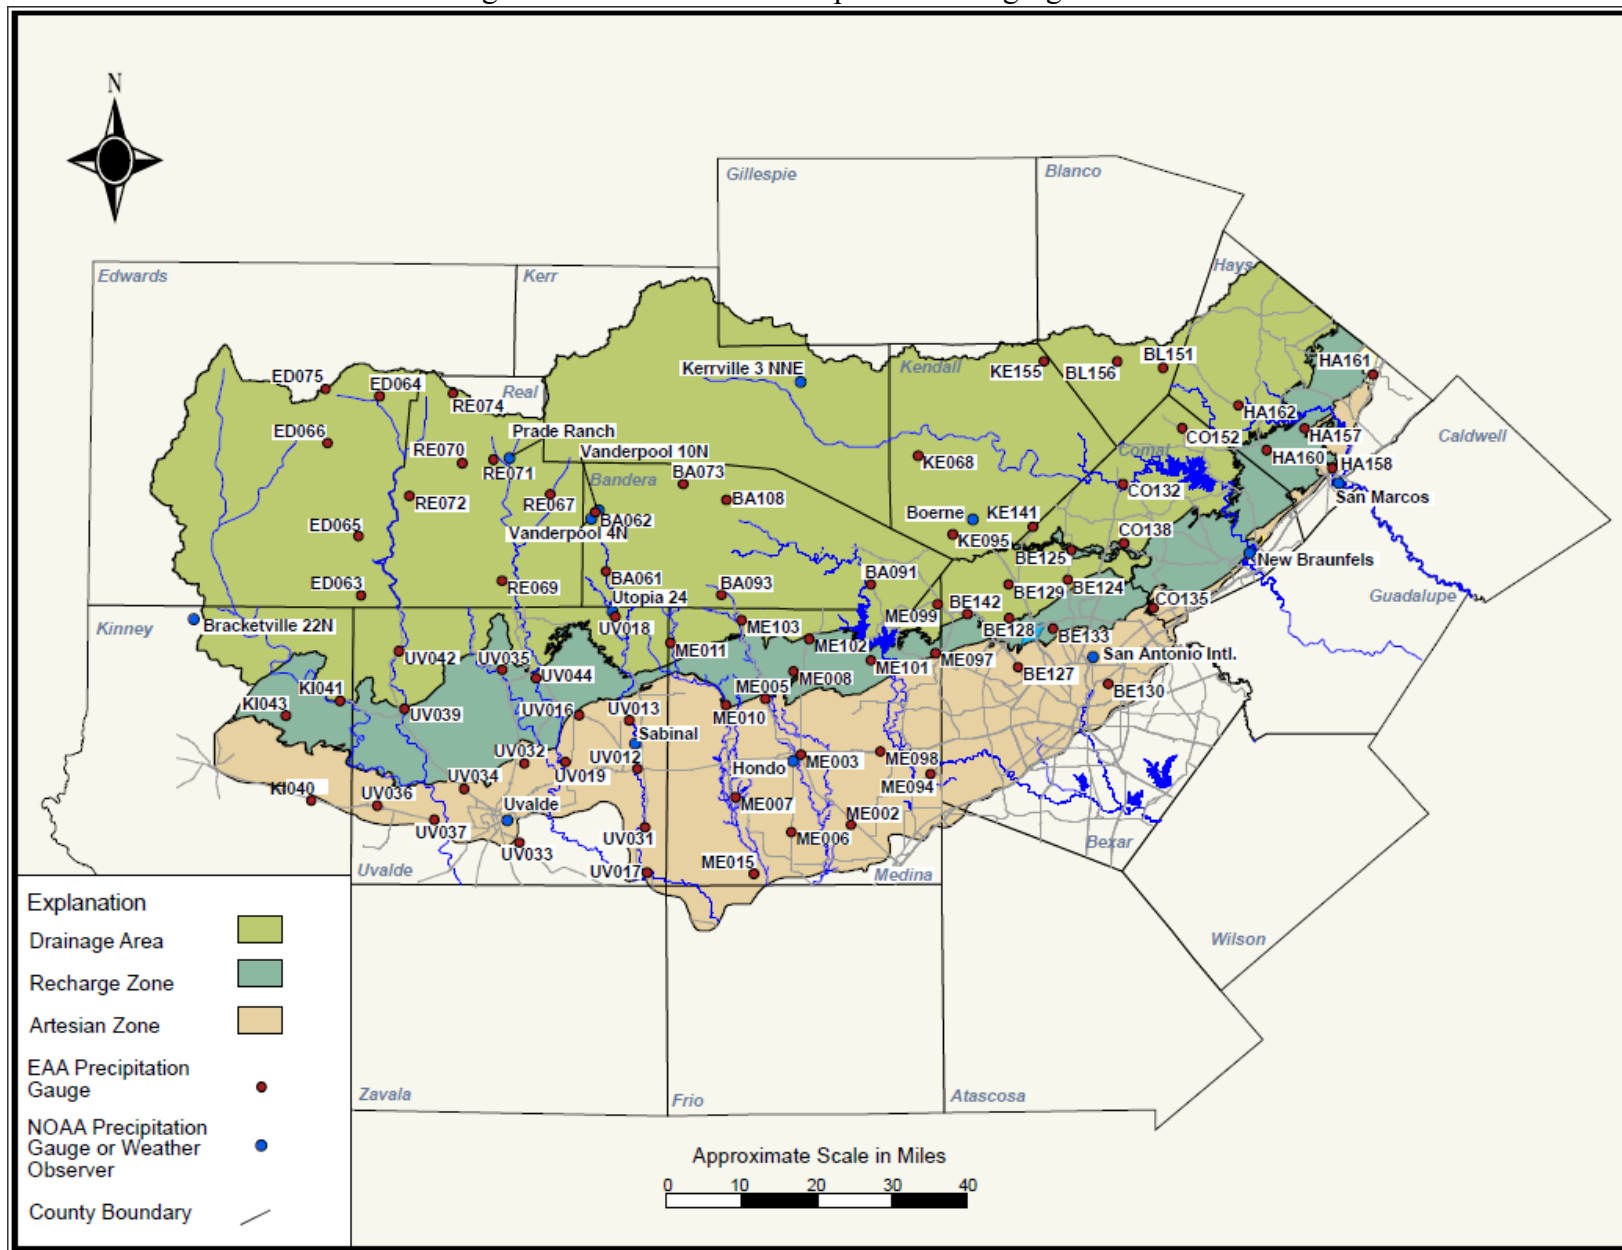 N
Gillespie
Blanco
Hays
Edwards
Kerr
Kerrville 3 NNE
Kendall
KE155
BL156
BL151
HA161
ED075
ED064
RE074
Real
HA162
Caldwell
ED066
Prade Ranch
CO152
HA157
RE070
RE071
Vanderpool 10N
Comal
HA160
HA158
KE068
BA073
Bandera
RE072
RE067
BA108
CO132
San Marcos
ED065
BA062
Vanderpool 4N
Boerne
KE141
KE095
CO138
BE125
New Braunfels
ED063
RE069
BA061
BA093
BA091
BE129
BE124
Guadalupe
Utopia 24
ME099
BE142
CO135
Kinney
Bracketville 22N
UV018
ME103
BE128
BE133
ME102
ME011
UV042
UV035
ME101
ME097
San Antonio Intl.
UV044
ME008
BE127
BE130
KI041
KI043
ME005
UV039
UV016
UV013
ME010
Sabinal
UV032
UV012
Hondo
ME003
ME098
UV034
UV019
ME094
KI040
UV036
Uvalde
ME007
ME002
UV037
UV031
ME006
UV033
Bexar
Uvalde
UV017
ME015
Medina
Wilson
Explanation
Drainage Area
Recharge Zone
Artesian Zone
EAA Precipitation
Gauge
NOAA Precipitation
Gauge or Weather
Observer
County Boundary
Zavala
Frio
Atascosa
Approximate Scale in Miles
0 10 20 30 40